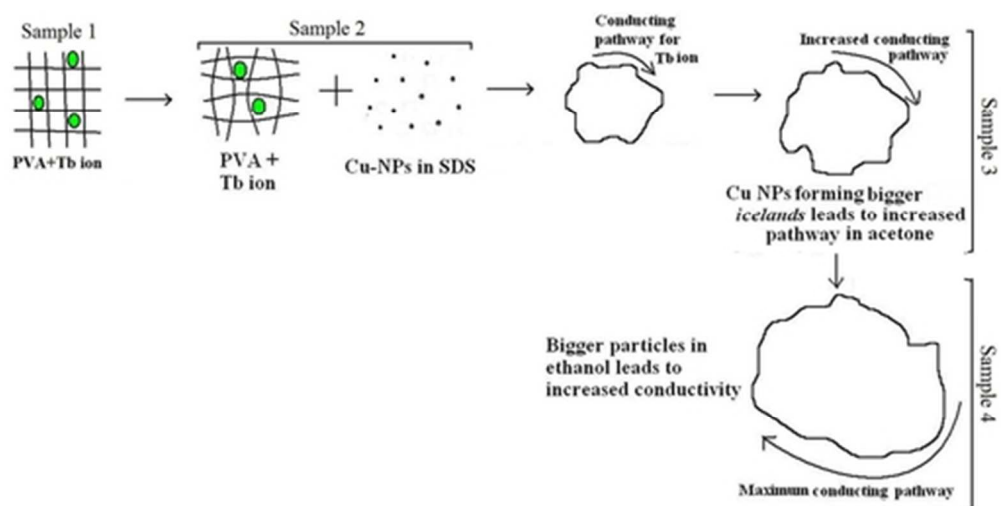 Sample 1
PVA+Tb ion
Sample 2
PVA +
Tb ion
Cu-NPs in SDS
Conducting
pathway for
Tb ion
Increased conducting
pathway
Cu NPs forming bigger
icelands leads to increased
pathway in acetone
Sample 3
Bigger particles in
ethanol leads to
increased conductivity
Maximum conducting pathway
Sample 4